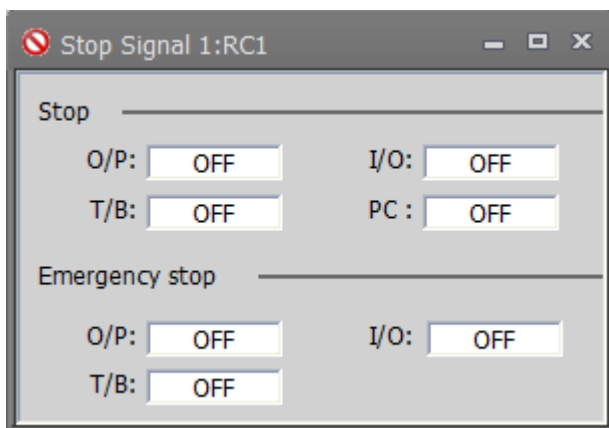 Stop Signal 1:RC1
Stop
O/P: OFF I/O: OFF
T/B: OFF PC : OFF
Emergency stop
O/P: OFF I/O: OFF
T/B: OFF